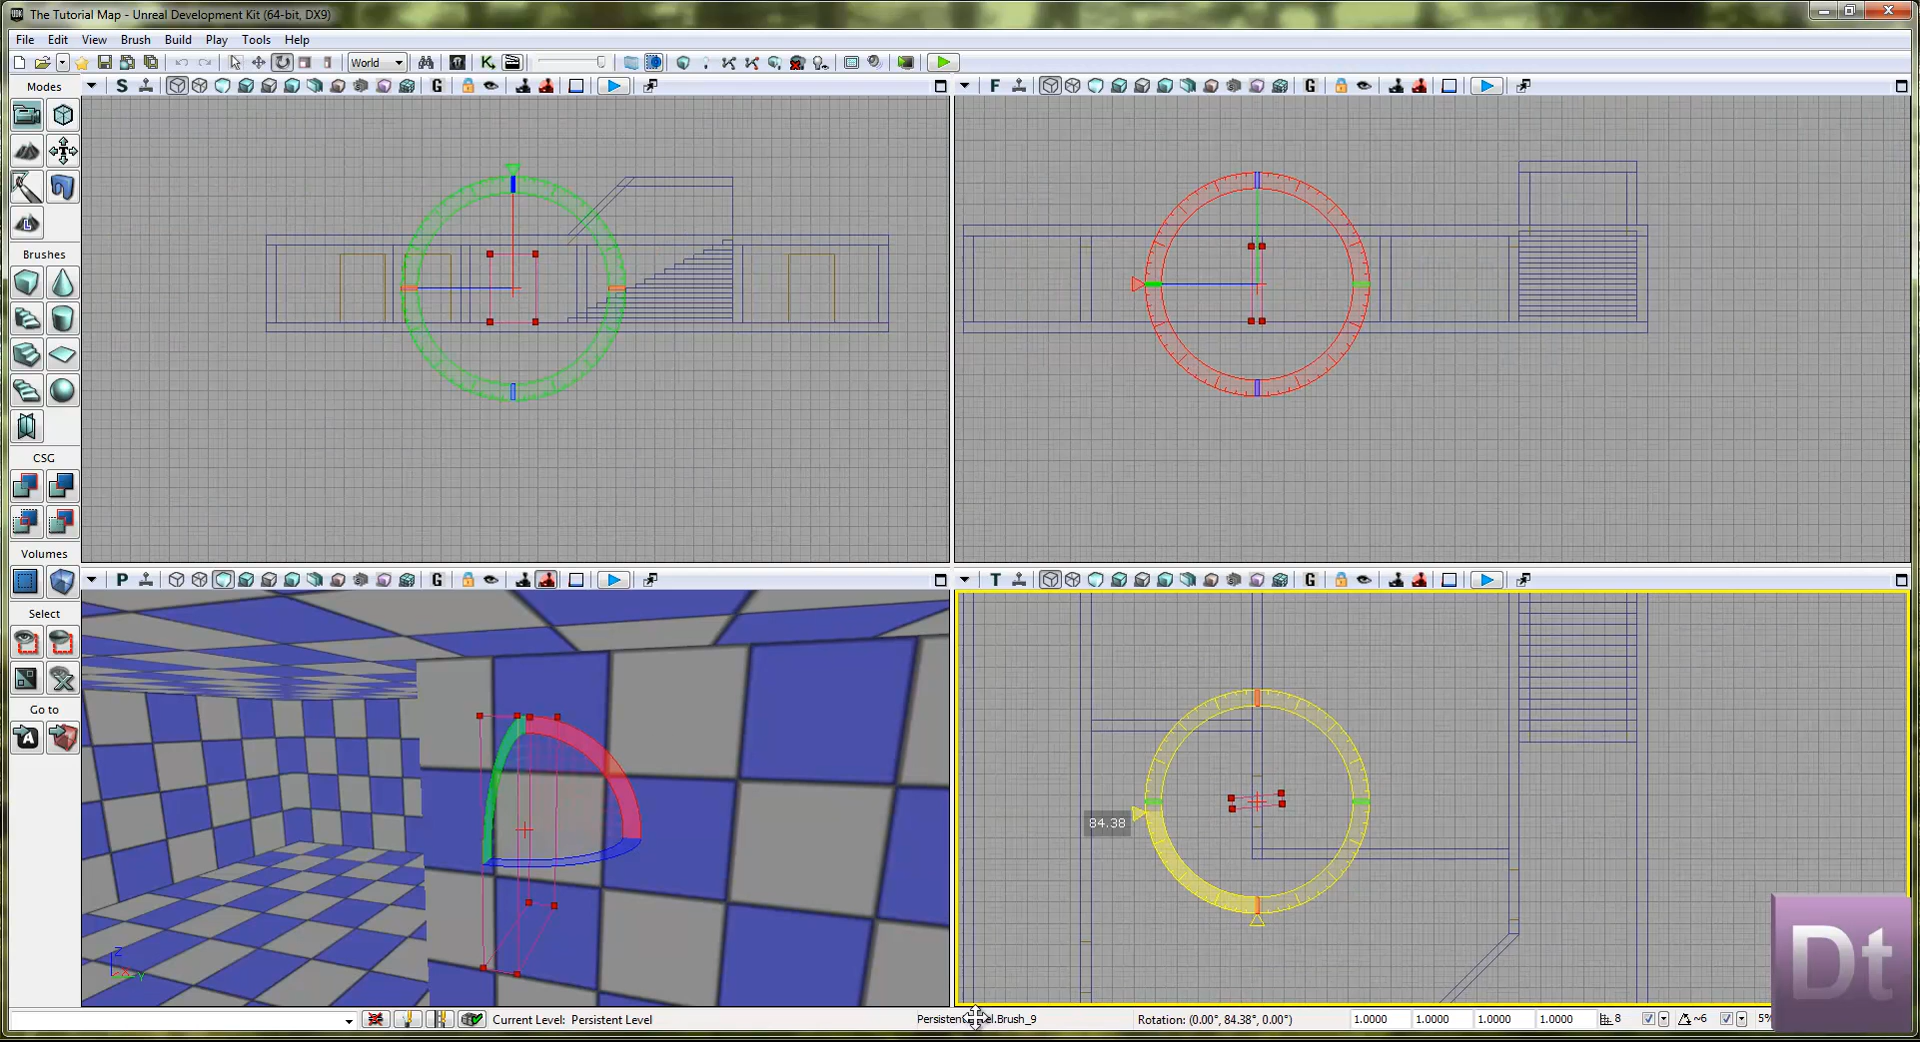 The Tutorial Map - Unreal Development Kit (64-bit, DX9)
File Edit View Brush Build Play Tools Help
World
Modes
S G
F G
Brushes
CSG
Volumes
P G
T G
Select
Go to
84.38
Z
X Y
Dt
Current Level: Persistent Level
Rotation: (0.00°, 84.38°, 0.00°)
1.0000 1.0000 1.0000 1.0000
8
~6